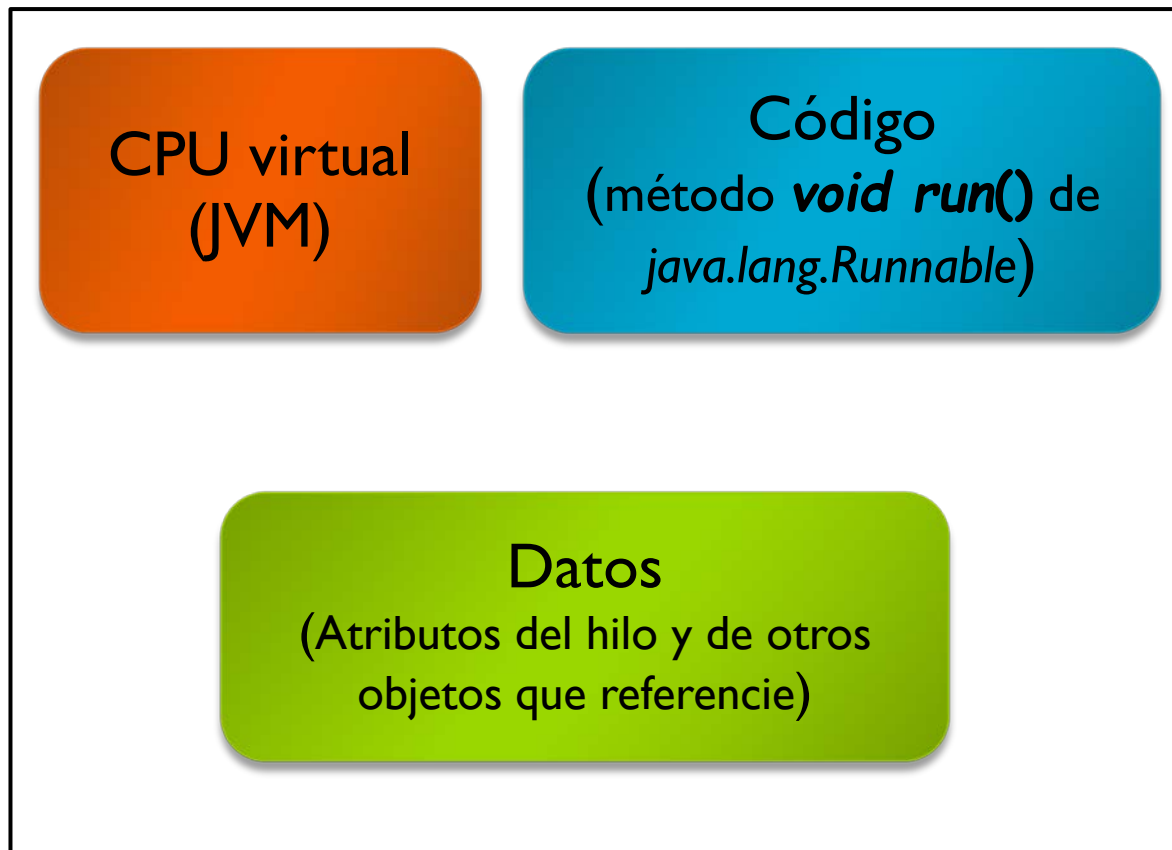 CPU virtual
(JVM)
Código
(método void run() de
java.lang.Runnable)
Datos
(Atributos del hilo y de otros
objetos que referencie)